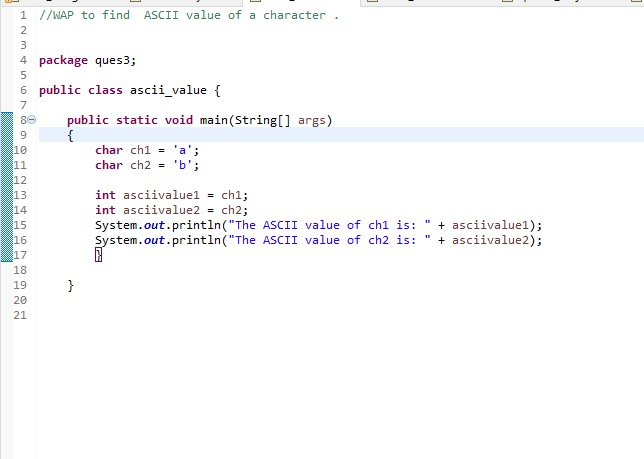 1 //WAP to find  ASCII value of a character .
2
3
4 package ques3;
5
6 public class ascii_value {
7
8     public static void main(String[] args)
9     {
10         char ch1 = 'a';
11         char ch2 = 'b';
12
13         int asciivalue1 = ch1;
14         int asciivalue2 = ch2;
15         System.out.println("The ASCII value of ch1 is: " + asciivalue1);
16         System.out.println("The ASCII value of ch2 is: " + asciivalue2);
17         }
18
19     }
20
21